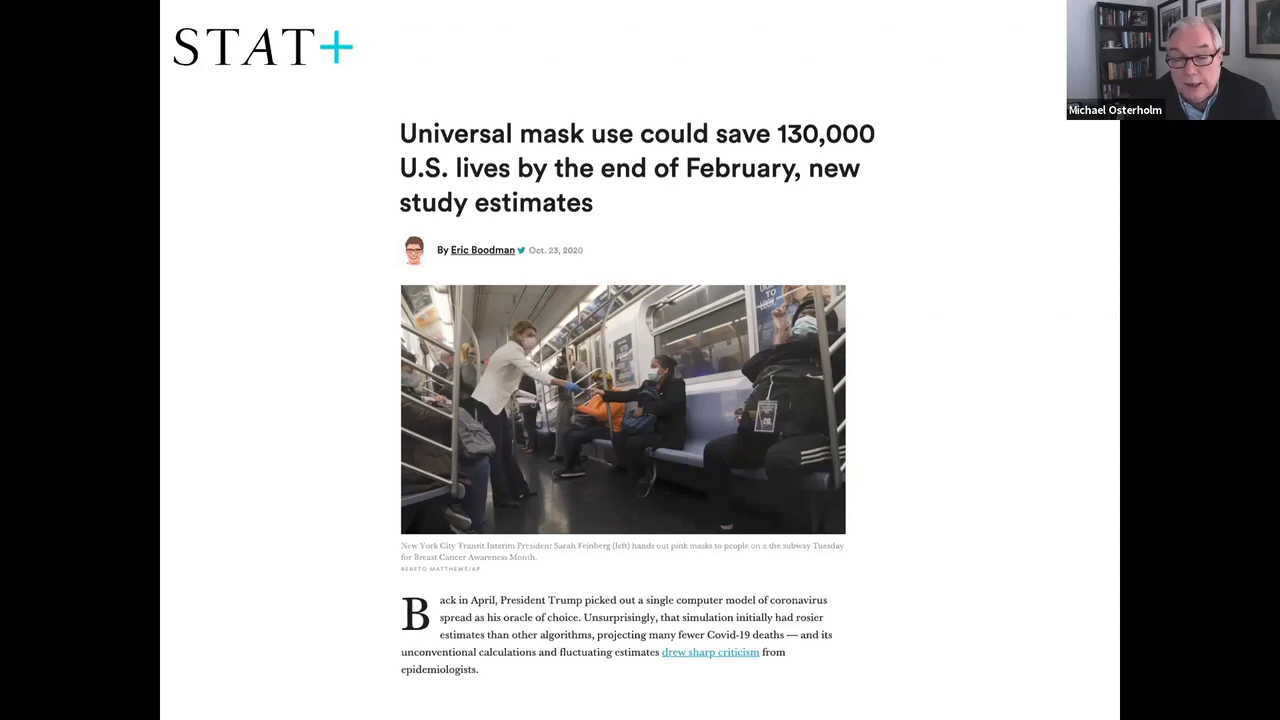 STAT+
Michael Osterholm
Universal mask use could save 130,000
U.S. lives by the end of February, new
study estimates
By Eric Boodman Oct. 23, 2020
New York City Transit Interim President Sarah Feinberg (left) hands out pink masks to people on a the subway Tuesday
for Breast Cancer Awareness Month.
BEBETO MATTHEWS/AP
Back in April, President Trump picked out a single computer model of coronavirus
spread as his oracle of choice. Unsurprisingly, that simulation initially had rosier
estimates than other algorithms, projecting many fewer Covid-19 deaths — and its
unconventional calculations and fluctuating estimates drew sharp criticism from
epidemiologists.